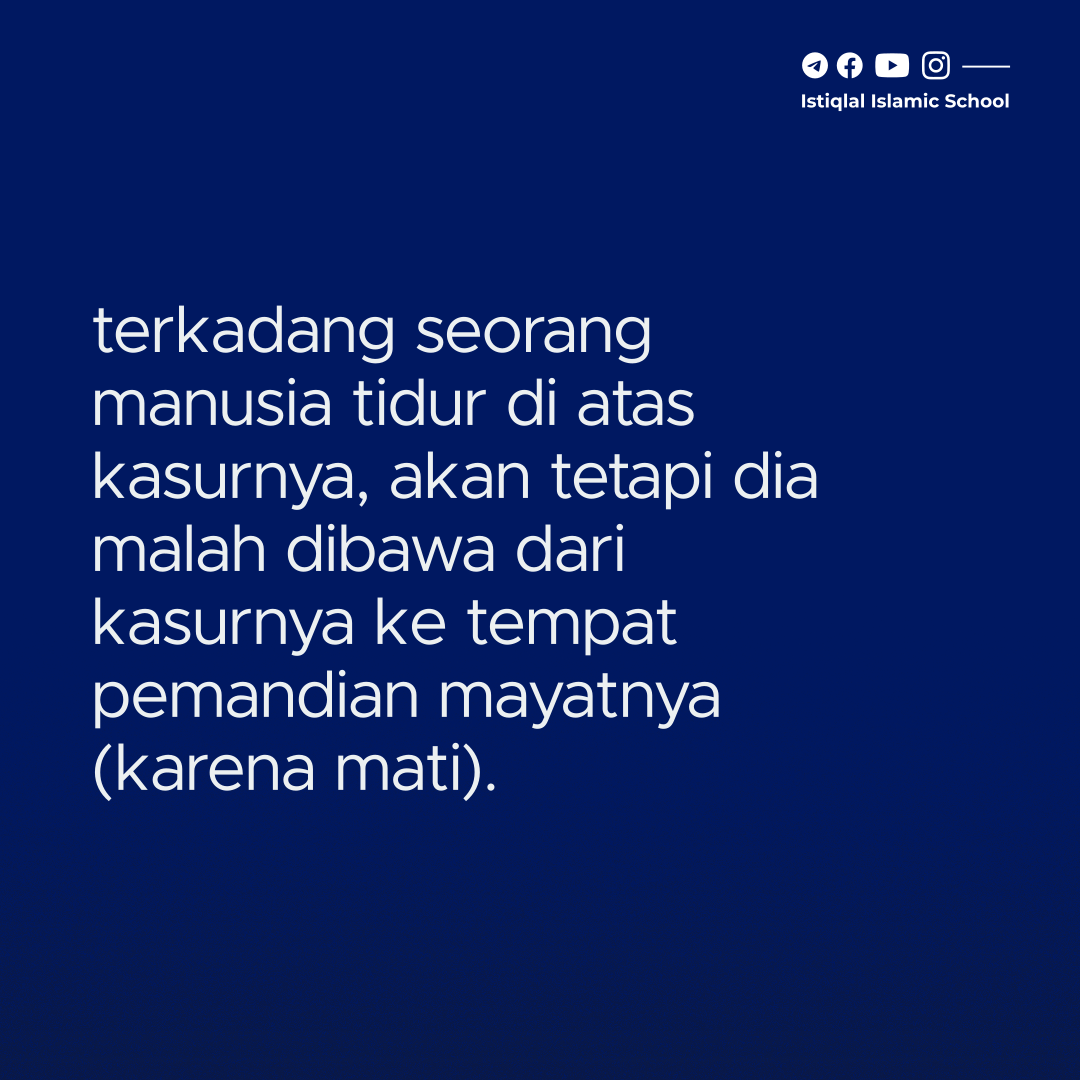 Istiqlal Islamic School
terkadang seorang
manusia tidur di atas
kasurnya, akan tetapi dia
malah dibawa dari
kasurnya ke tempat
pemandian mayatnya
(karena mati).